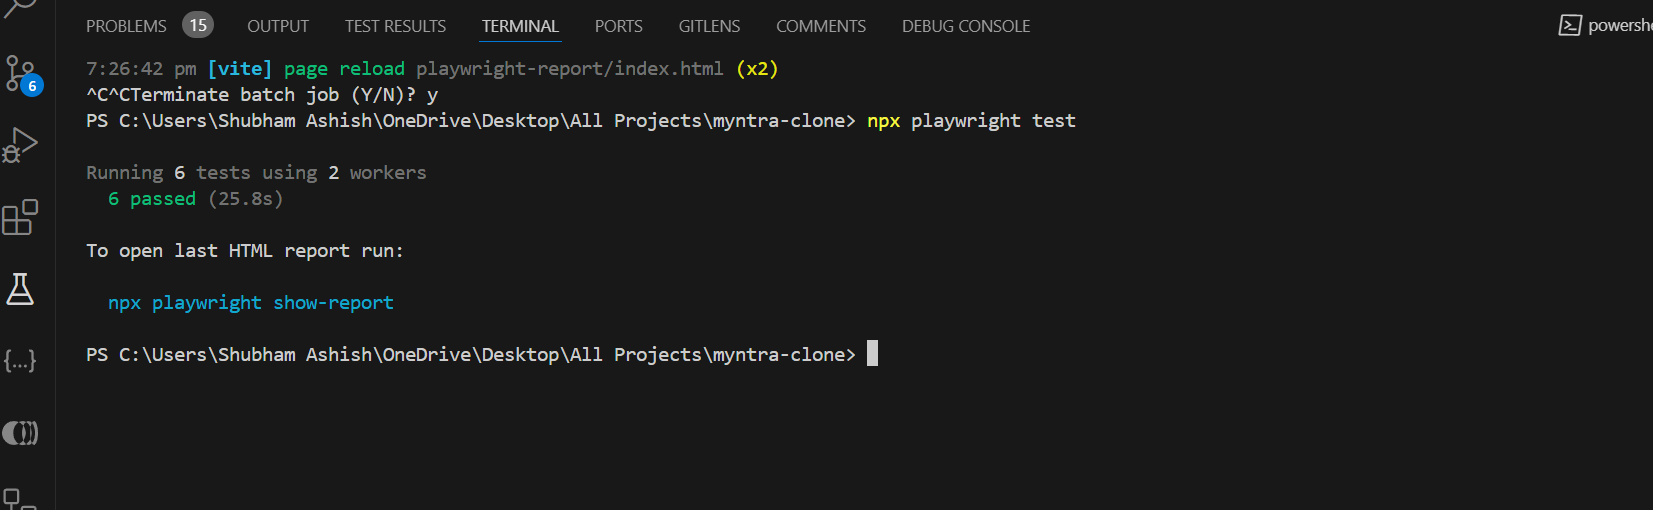 PROBLEMS 15 OUTPUT TEST RESULTS TERMINAL PORTS GITLENS COMMENTS DEBUG CONSOLE
7:26:42 pm [vite] page reload playwright-report/index.html (x2)
^C^CTerminate batch job (Y/N)? y
PS C:\Users\Shubham Ashish\OneDrive\Desktop\All Projects\myntra-clone> npx playwright test
Running 6 tests using 2 workers
6 passed (25.8s)
To open last HTML report run:
npx playwright show-report
PS C:\Users\Shubham Ashish\OneDrive\Desktop\All Projects\myntra-clone>
6
{...}